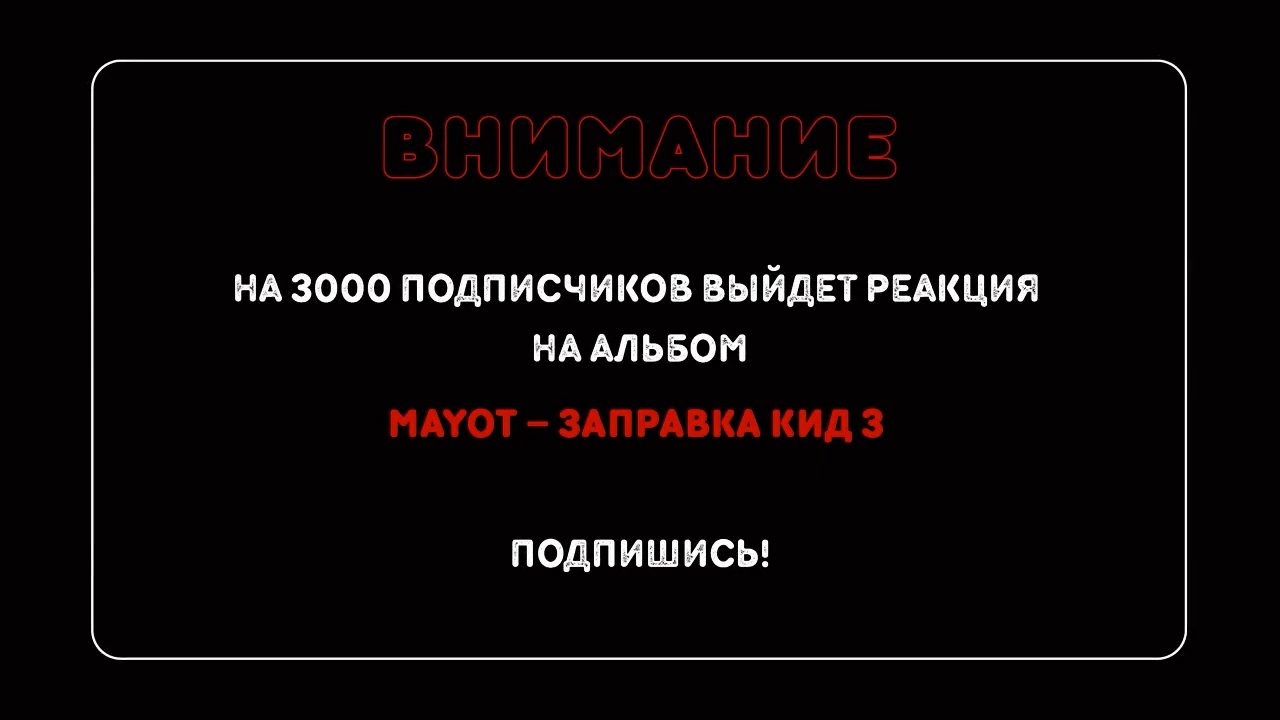 ВНИМАНИЕ
НА 3000 ПОДПИСЧИКОВ ВЫЙДЕТ РЕАКЦИЯ
НА АЛЬБОМ
MAYOT – ЗАПРАВКА КИД 3
ПОДПИШИСЬ!